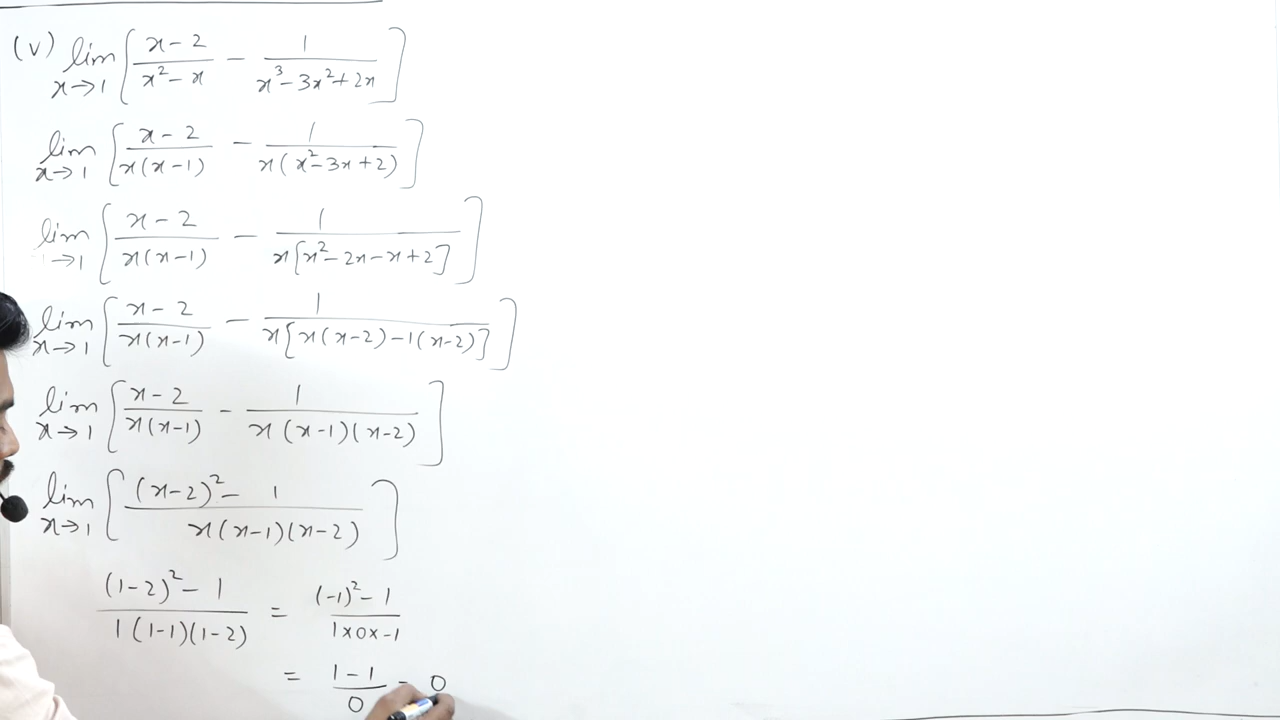 (v) lim x→1 [ (x-2)/(x²-x) - 1/(x³-3x²+2x) ]
lim x→1 [ (x-2)/(x(x-1)) - 1/(x(x²-3x+2)) ]
lim →1 [ (x-2)/(x(x-1)) - 1/(x[x²-2x-x+2]) ]
lim x→1 [ (x-2)/(x(x-1)) - 1/(x[x(x-2)-1(x-2)]) ]
lim x→1 [ (x-2)/(x(x-1)) - 1/(x(x-1)(x-2)) ]
lim x→1 [ ((x-2)²-1)/(x(x-1)(x-2)) ]
((1-2)²-1)/(1(1-1)(1-2)) = ((-1)²-1)/(1×0×-1)
= (1-1)/0 = 0